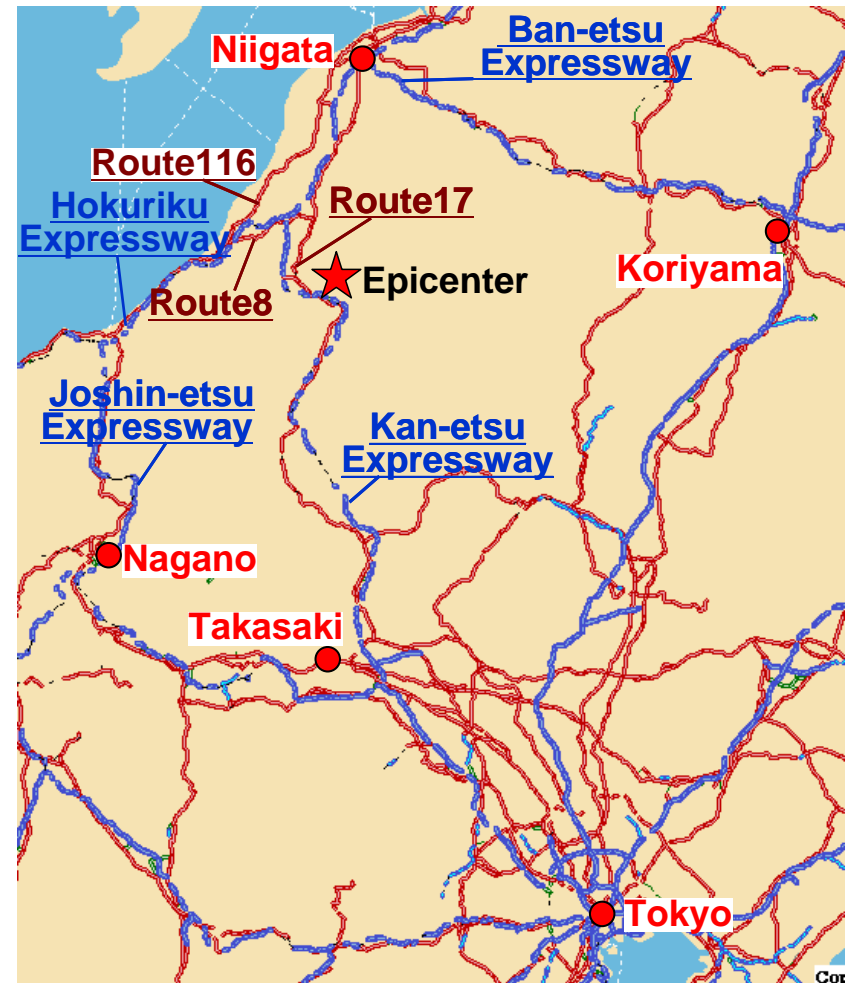 Niigata
Ban-etsu
Expressway
Route116
Hokuriku
Expressway
Route17
Koriyama
Epicenter
Route8
Joshin-etsu
Expressway
Kan-etsu
Expressway
Nagano
Takasaki
Tokyo